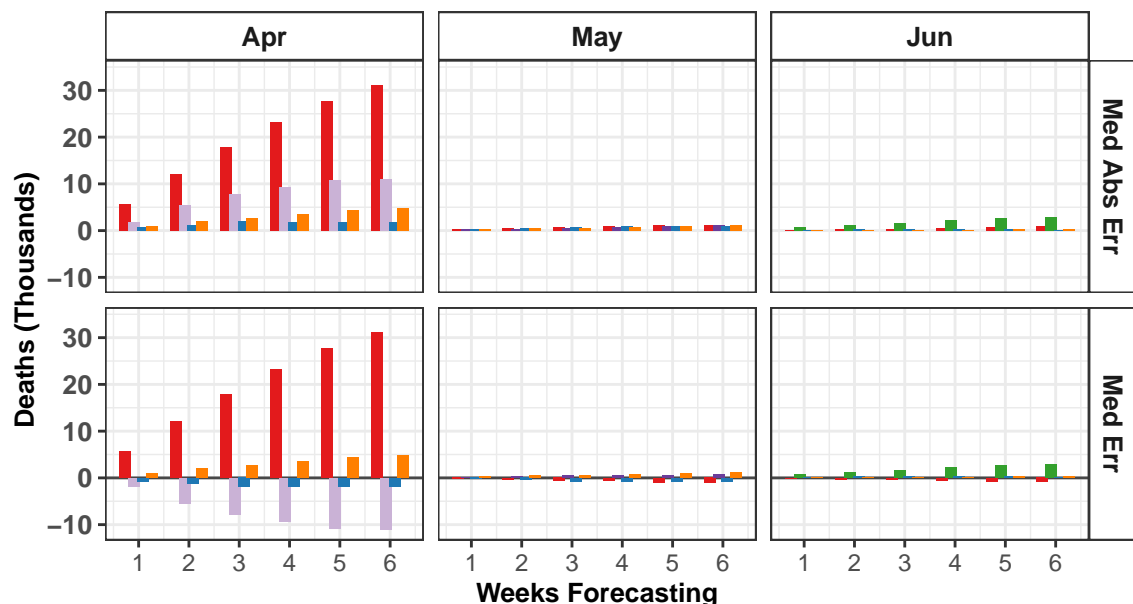 Apr
May
Jun
30
20
10
0
−10
Med Abs Err
Deaths (Thousands)
30
20
10
0
−10
Med Err
1 2 3 4 5 6
1 2 3 4 5 6
1 2 3 4 5 6
Weeks Forecasting